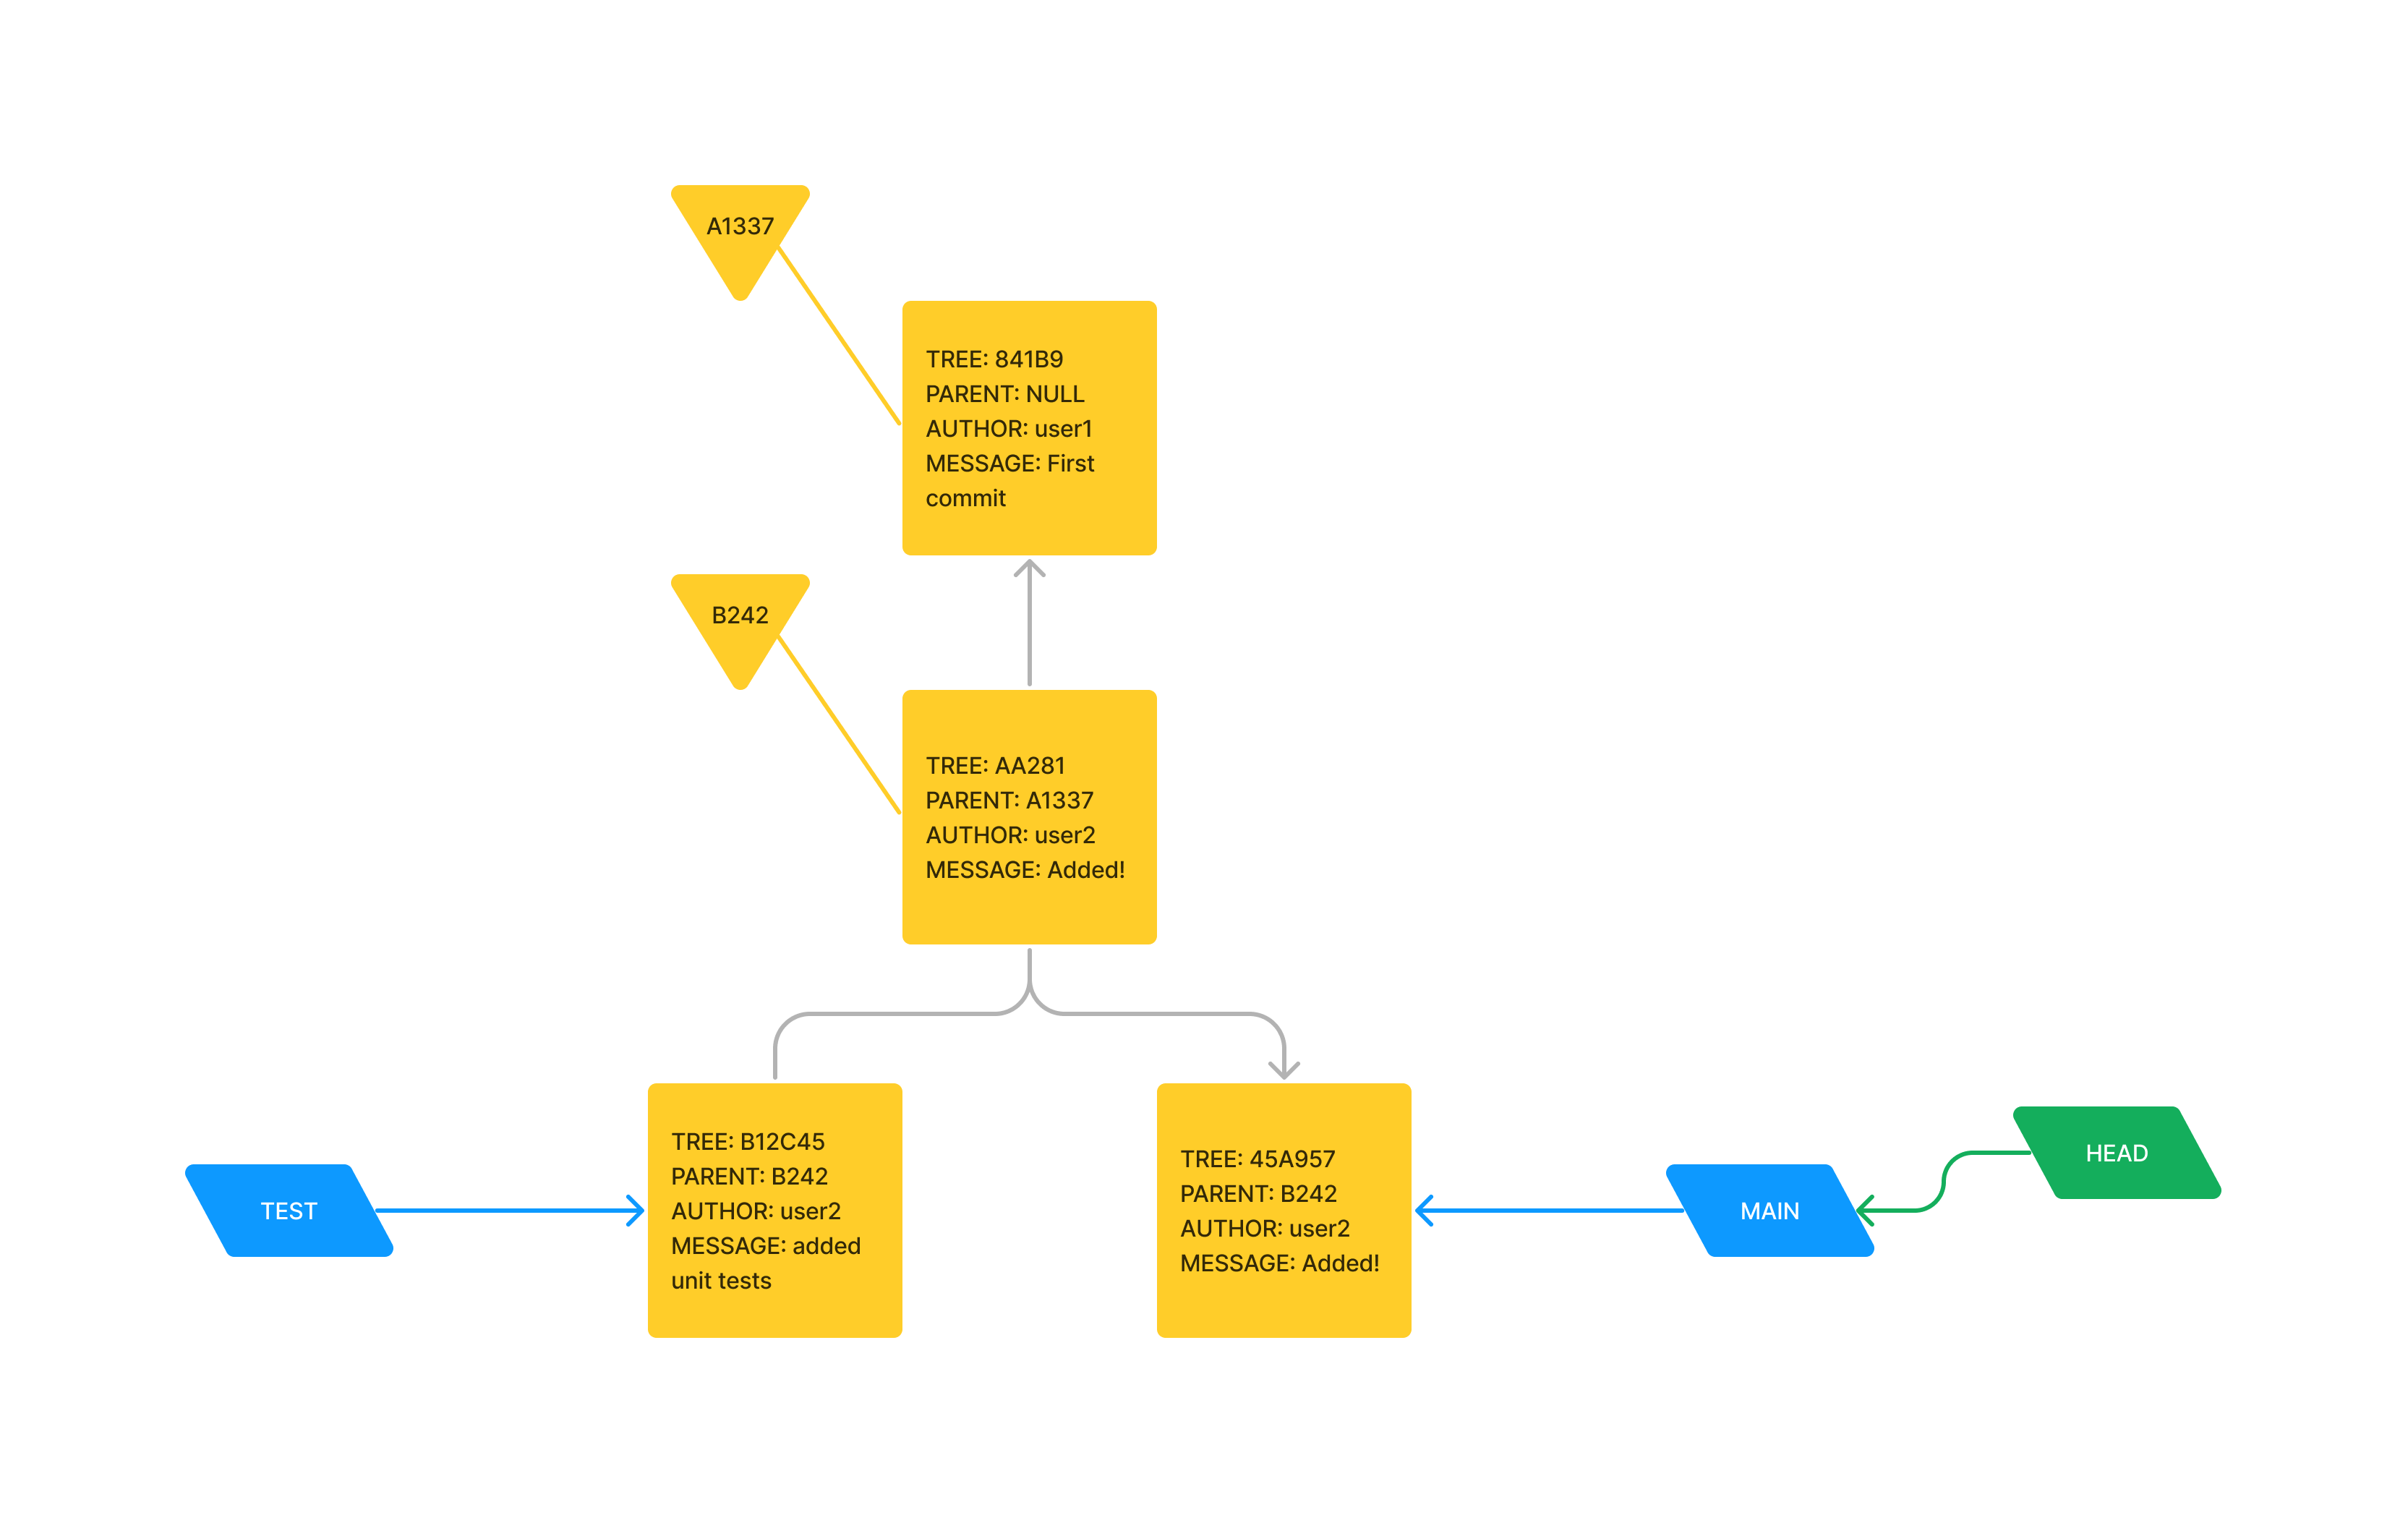 A1337
TREE: 841B9
PARENT: NULL
AUTHOR: user1
MESSAGE: First
commit
B242
TREE: AA281
PARENT: A1337
AUTHOR: user2
MESSAGE: Added!
TEST
TREE: B12C45
PARENT: B242
AUTHOR: user2
MESSAGE: added
unit tests
TREE: 45A957
PARENT: B242
AUTHOR: user2
MESSAGE: Added!
MAIN
HEAD